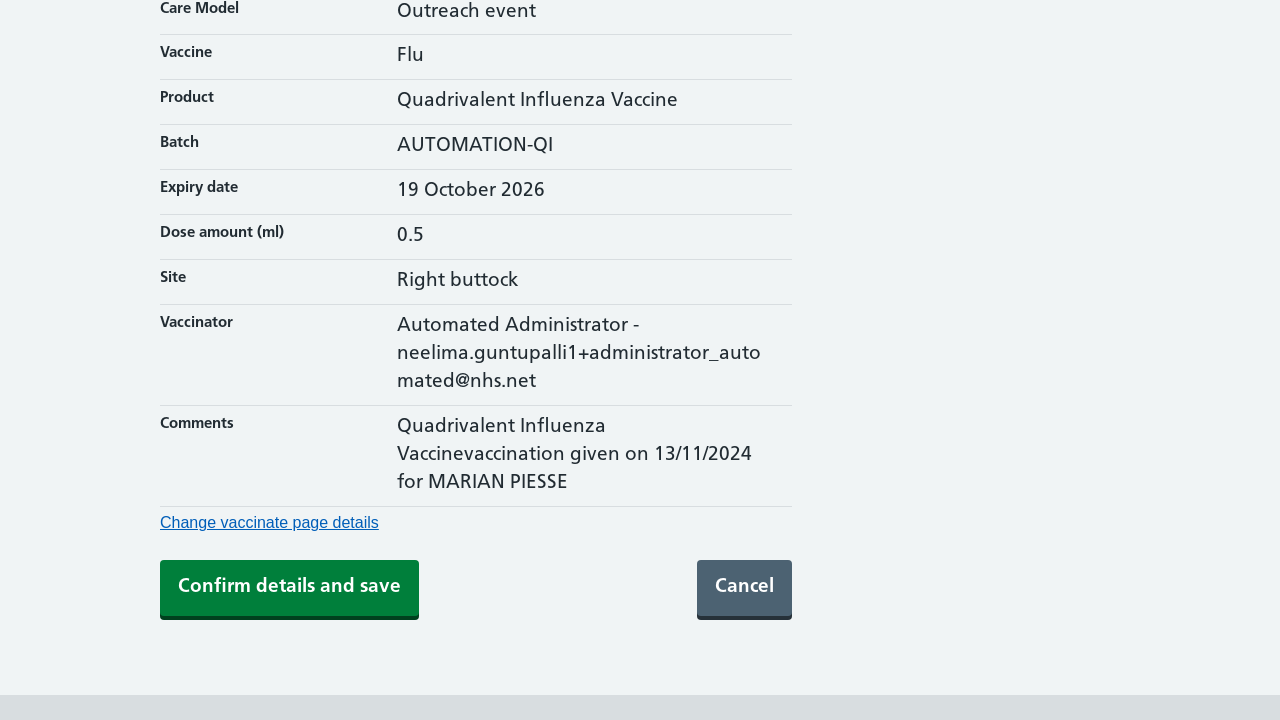 Care Model Outreach event
Vaccine Flu
Product Quadrivalent Influenza Vaccine
Batch AUTOMATION-QI
Expiry date 19 October 2026
Dose amount (ml) 0.5
Site Right buttock
Vaccinator Automated Administrator -
neelima.guntupalli1+administrator_auto
mated@nhs.net
Comments Quadrivalent Influenza
Vaccinevaccination given on 13/11/2024
for MARIAN PIESSE
Change vaccinate page details
Confirm details and save Cancel